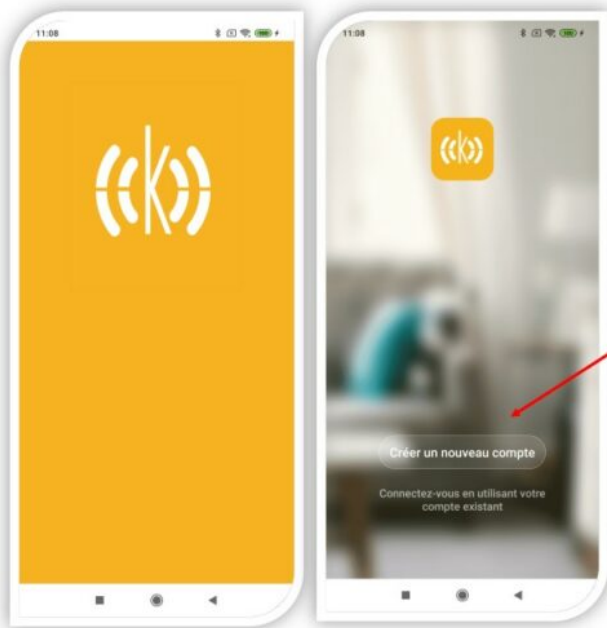 11:08
k
11:08
k
Créer un nouveau compte
Connectez-vous en utilisant votre
compte existant